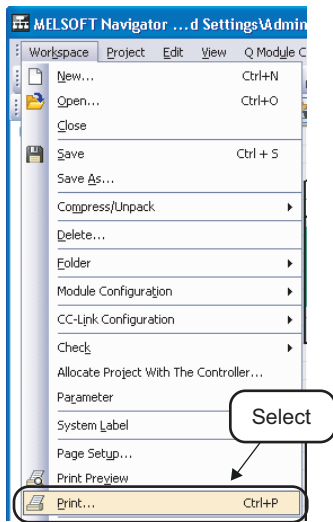 MELSOFT Navigator ...d Settings\Admin
Workspace Project Edit View Q Module C
New... Ctrl+N
Open... Ctrl+O
Close
Save Ctrl + S
Save As...
Compress/Unpack
Delete...
Folder
Module Configuration
CC-Link Configuration
Check
Allocate Project With The Controller...
Parameter
System Label
Select
Page Setup...
Print Preview
Print... Ctrl+P